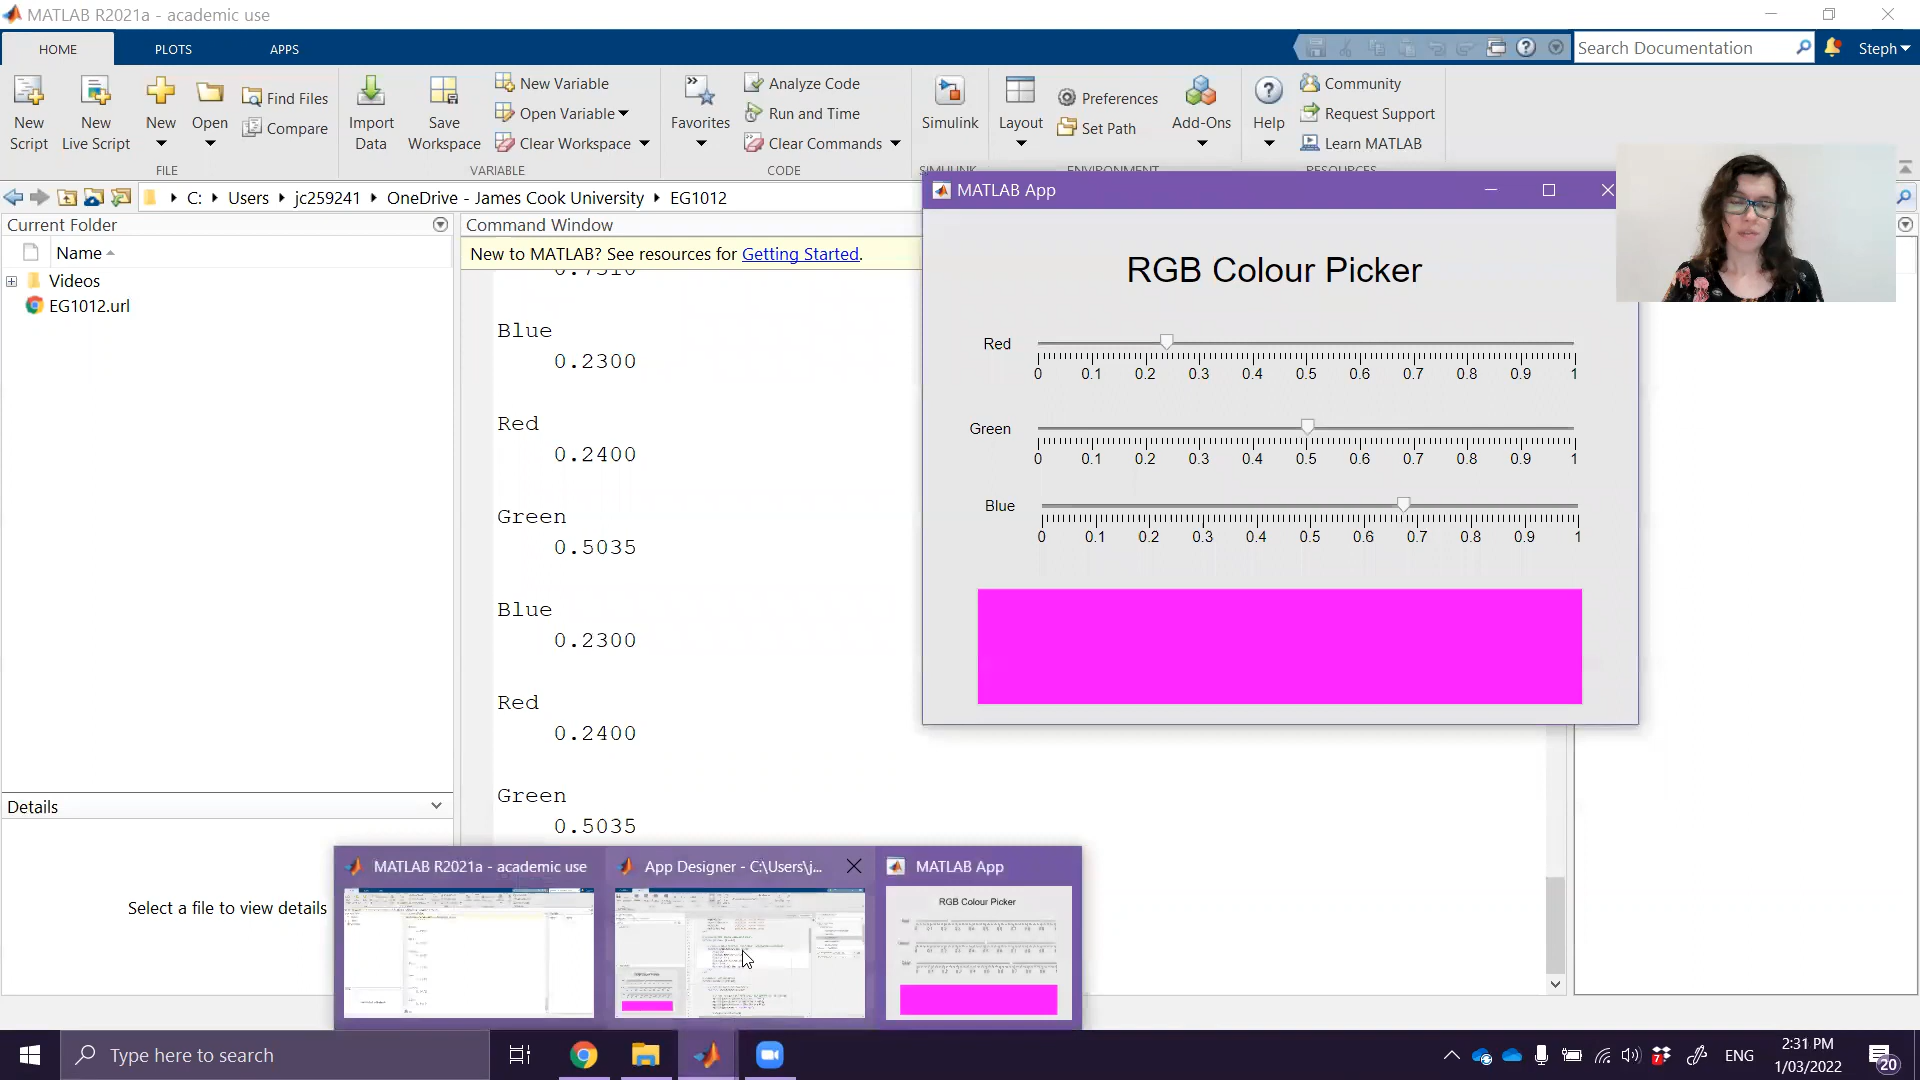 MATLAB R2021a - academic use
HOME PLOTS APPS
Search Documentation
Steph
New Script
New Live Script
New
Open
Find Files
Compare
FILE
Import Data
Save Workspace
New Variable
Open Variable
Clear Workspace
VARIABLE
Favorites
Analyze Code
Run and Time
Clear Commands
CODE
Simulink
SIMULINK
Layout
Preferences
Set Path
Add-Ons
ENVIRONMENT
Help
Community
Request Support
Learn MATLAB
RESOURCES
C: Users jc259241 OneDrive - James Cook University EG1012
Current Folder
Name
Videos
EG1012.url
Details
Select a file to view details
Command Window
New to MATLAB? See resources for Getting Started.
Blue
0.2300
Red
0.2400
Green
0.5035
Blue
0.2300
Red
0.2400
Green
0.5035
MATLAB App
RGB Colour Picker
Red
0 0.1 0.2 0.3 0.4 0.5 0.6 0.7 0.8 0.9 1
Green
0 0.1 0.2 0.3 0.4 0.5 0.6 0.7 0.8 0.9 1
Blue
0 0.1 0.2 0.3 0.4 0.5 0.6 0.7 0.8 0.9 1
MATLAB R2021a - academic use
App Designer - C:\Users\j...
MATLAB App
RGB Colour Picker
Type here to search
ENG
2:31 PM
1/03/2022
20